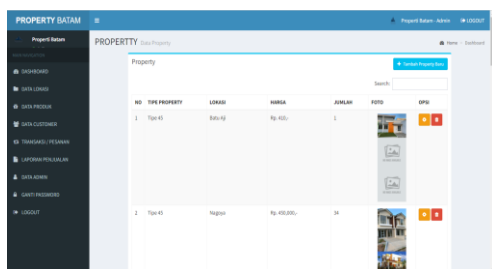 PROPERTY BATAM
Properti Batam - Admin
LOGOUT
Properti Batam
PROPERTTY Data Property
Home > Dashboard
MAIN NAVIGATION
DASHBOARD
DATA LOKASI
DATA PRODUK
DATA CUSTOMER
TRANSAKSI / PESANAN
LAPORAN PENJUALAN
DATA ADMIN
GANTI PASSWORD
LOGOUT
Property
+ Tambah Property Baru
Search:
NO TIPE PROPERTY LOKASI HARGA JUMLAH FOTO OPSI
1 Tipe 45 Batu Aji
2 Tipe 45 Nagoya Rp. 450,000,- 34